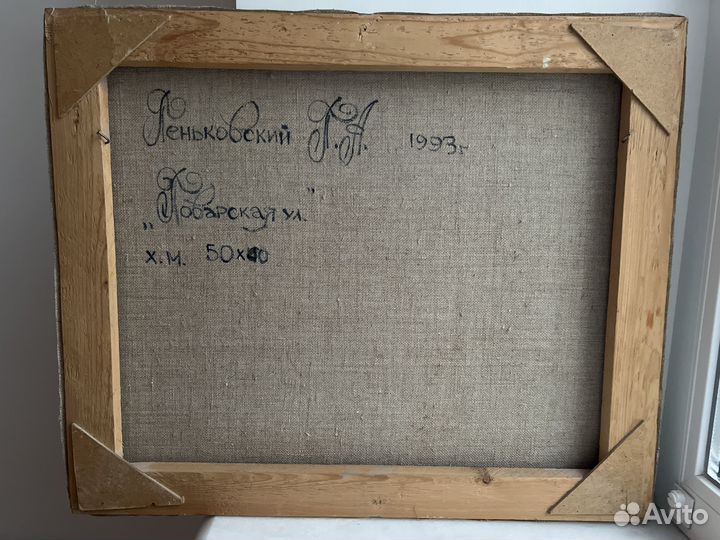 Пеньковский Г.А. 1993г
„Поварская ул.”
х.м. 50х40
Avito